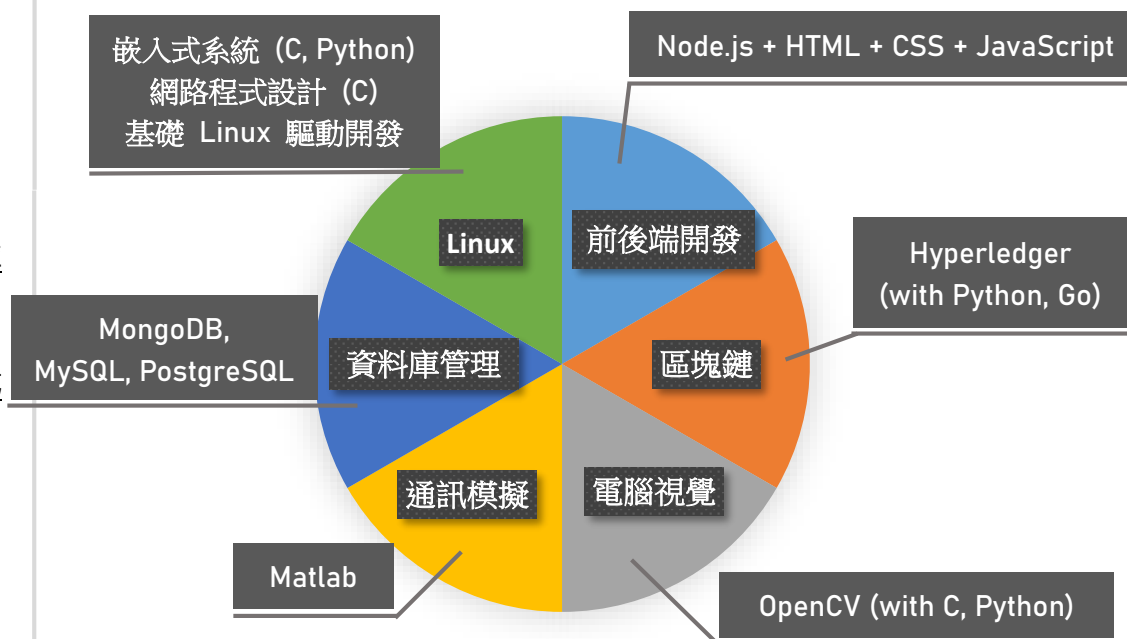 嵌入式系統 (C, Python)
網路程式設計 (C)
基礎 Linux 驅動開發
Node.js + HTML + CSS + JavaScript
Linux
前後端開發
Hyperledger
(with Python, Go)
MongoDB,
MySQL, PostgreSQL
資料庫管理
區塊鏈
通訊模擬
電腦視覺
Matlab
OpenCV (with C, Python)